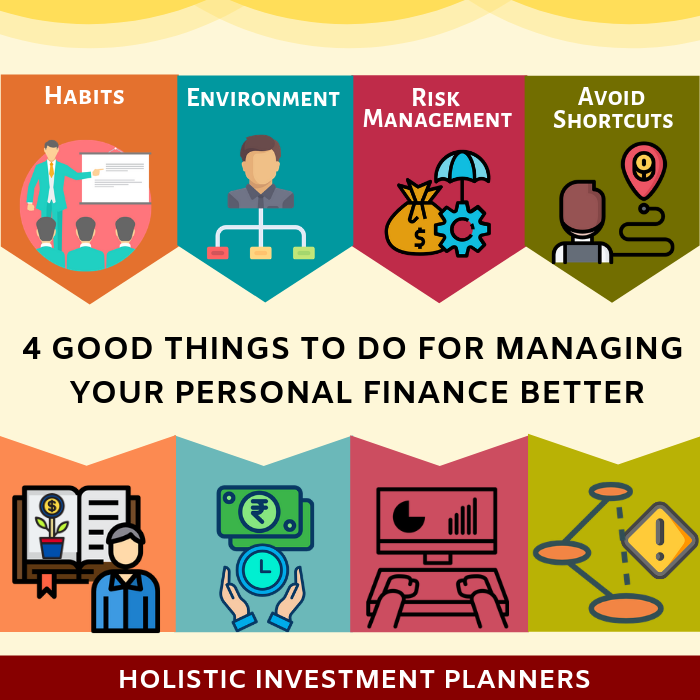 Habits
Environment
Risk
Management
Avoid
Shortcuts
9
$
4 GOOD THINGS TO DO FOR MANAGING
YOUR PERSONAL FINANCE BETTER
$
₹
!
HOLISTIC INVESTMENT PLANNERS